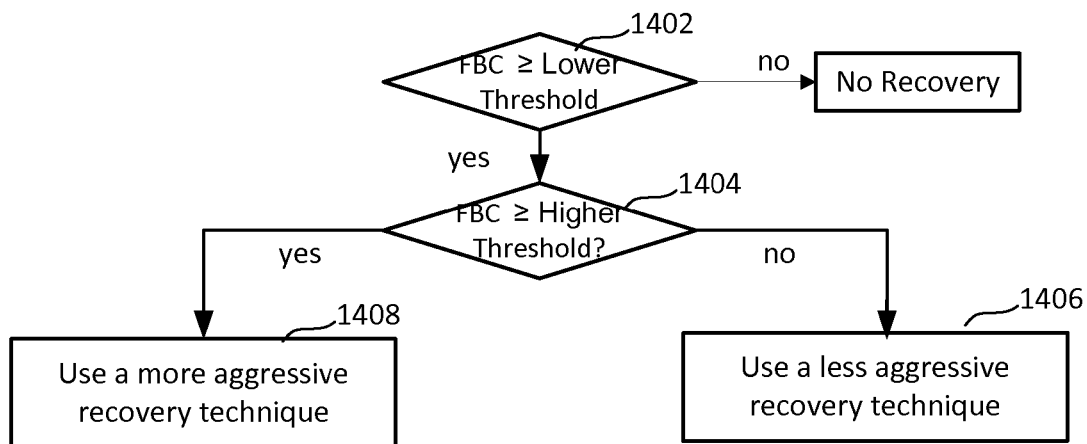 1402
FBC ≥ Lower
Threshold
no
No Recovery
yes
1404
FBC ≥ Higher
Threshold?
yes
no
1408
1406
Use a more aggressive
recovery technique
Use a less aggressive
recovery technique